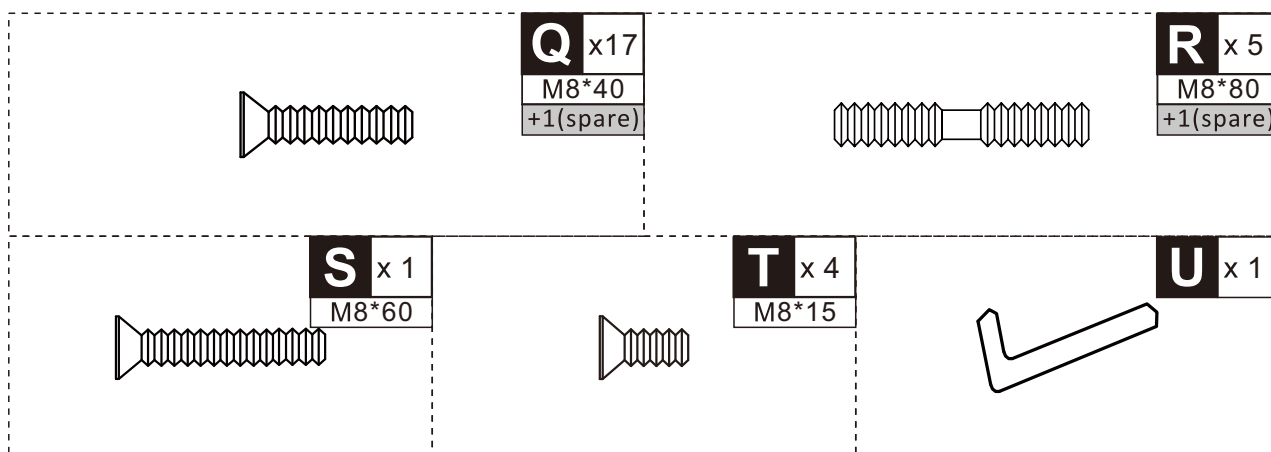 Q x17
M8*40
+1(spare)
R x 5
M8*80
+1(spare)
S x 1
M8*60
T x 4
M8*15
U x 1